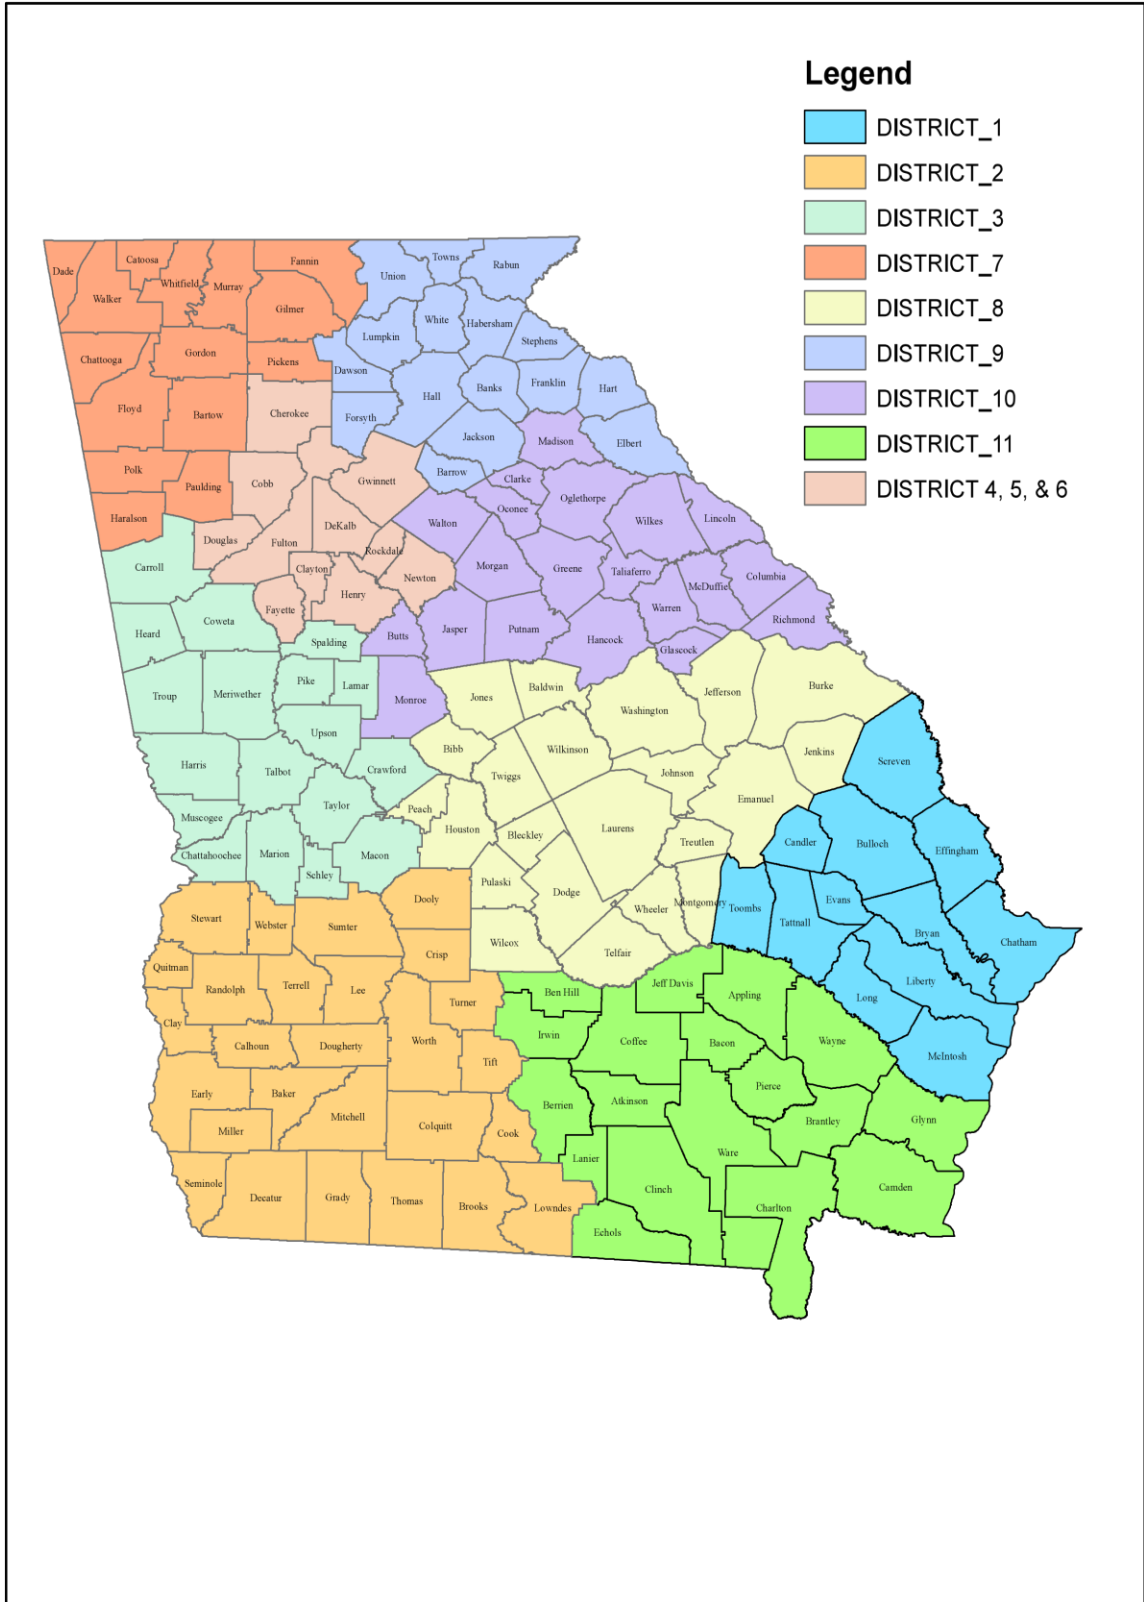 Legend
DISTRICT_1
DISTRICT_2
DISTRICT_3
DISTRICT_7
DISTRICT_8
DISTRICT_9
DISTRICT_10
DISTRICT_11
DISTRICT 4, 5, & 6
Dade
Walker
Catoosa
Whitfield
Murray
Fannin
Gilmer
Chattooga
Gordon
Pickens
Floyd
Bartow
Polk
Paulding
Haralson
Union
Towns
Rabun
White
Habersham
Lumpkin
Stephens
Dawson
Hall
Banks
Franklin
Hart
Forsyth
Jackson
Elbert
Barrow
Cherokee
Cobb
Gwinnett
DeKalb
Douglas
Fulton
Rockdale
Clayton
Newton
Henry
Fayette
Madison
Clarke
Oconee
Oglethorpe
Walton
Wilkes
Lincoln
Morgan
Greene
Taliaferro
McDuffie
Columbia
Warren
Richmond
Butts
Jasper
Putnam
Hancock
Glascock
Monroe
Carroll
Heard
Coweta
Spalding
Troup
Meriwether
Pike
Lamar
Upson
Harris
Talbot
Crawford
Taylor
Muscogee
Chattahoochee
Marion
Schley
Macon
Jones
Baldwin
Washington
Jefferson
Burke
Bibb
Wilkinson
Twiggs
Jenkins
Johnson
Emanuel
Peach
Houston
Bleckley
Laurens
Treutlen
Pulaski
Dodge
Wheeler
Montgomery
Wilcox
Telfair
Screven
Candler
Bulloch
Effingham
Toombs
Tattnall
Evans
Bryan
Chatham
Liberty
Long
McIntosh
Stewart
Webster
Sumter
Dooly
Crisp
Quitman
Randolph
Terrell
Lee
Turner
Clay
Calhoun
Dougherty
Worth
Tift
Early
Baker
Mitchell
Miller
Colquitt
Cook
Seminole
Decatur
Grady
Thomas
Brooks
Lowndes
Ben Hill
Jeff Davis
Appling
Irwin
Coffee
Bacon
Wayne
Pierce
Berrien
Atkinson
Brantley
Glynn
Ware
Lanier
Clinch
Camden
Charlton
Echols